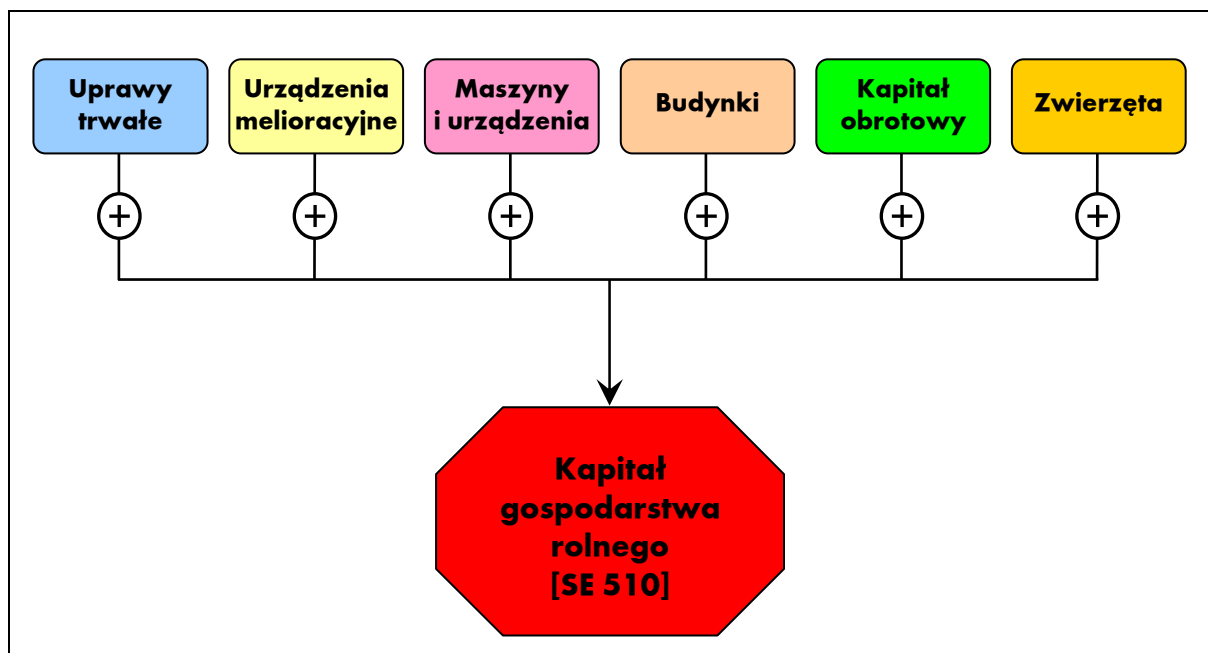 Uprawy
trwałe
Urządzenia
melioracyjne
Maszyny
i urządzenia
Budynki
Kapitał
obrotowy
Zwierzęta
+
+
+
+
+
+
Kapitał
gospodarstwa
rolnego
[SE 510]